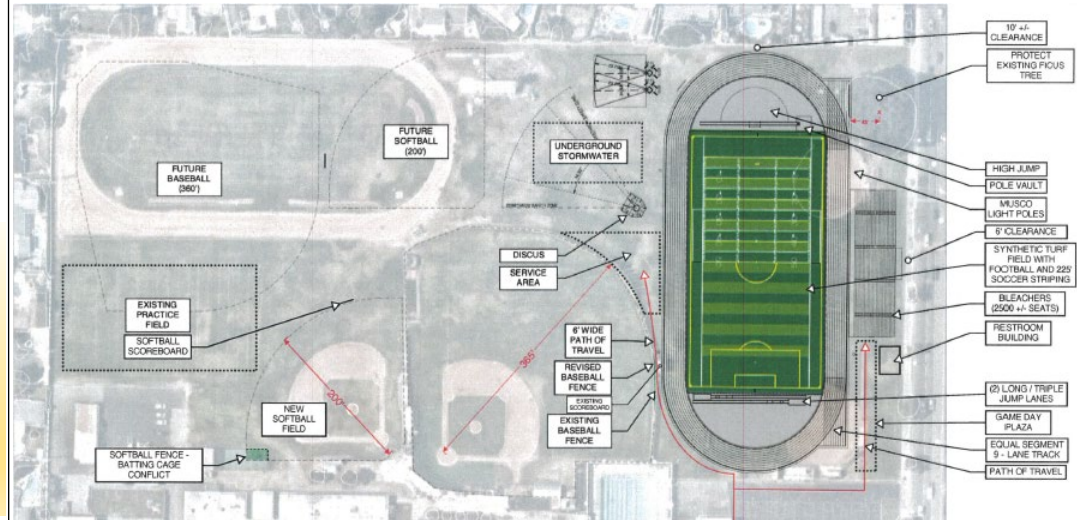 10' +/-
CLEARANCE
PROTECT
EXISTING FICUS
TREE
FUTURE
SOFTBALL
(200')
FUTURE
BASEBALL
(360')
UNDERGROUND
STORMWATER
HIGH JUMP
POLE VAULT
MUSCO
LIGHT POLES
6' CLEARANCE
DISCUS
SERVICE
AREA
SYNTHETIC TURF
FIELD WITH
FOOTBALL AND 225'
SOCCER STRIPING
EXISTING
PRACTICE
FIELD
SOFTBALL
SCOREBOARD
BLEACHERS
(2500 +/- SEATS)
RESTROOM
BUILDING
6' WIDE
PATH OF
TRAVEL
365'
REVISED
BASEBALL
FENCE
EXISTING
SCOREBOARD
EXISTING
BASEBALL
FENCE
200'
NEW
SOFTBALL
FIELD
(2) LONG / TRIPLE
JIUMP LANES
GAME DAY
IPLAZA
EQUAL SEGMENT
9 - LANE TRACK
PATH OF TRAVEL
SOFTBALL FENCE -
BATTING CAGE
CONFLICT